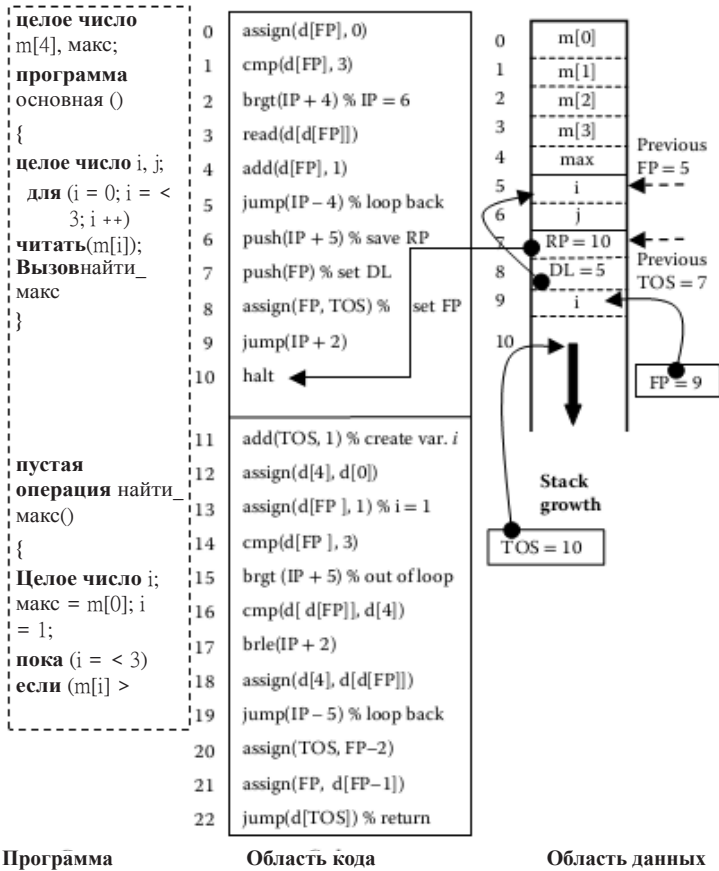 целое число
m[4], макс;
программа
основная ()
{
целое число i, j;
для (i = 0; i = <
3; i ++)
читать(m[i]);
Вызовнайти_
макс
}
пустая
операция найти_
макс()
{
Целое число i;
макс = m[0]; i
= 1;
пока (i = < 3)
если (m[i] >
Программа
0 assign(d[FP], 0)
1 cmp(d[FP], 3)
2 brgt(IP + 4) % IP = 6
3 read(d[d[FP]])
4 add(d[FP], 1)
5 jump(IP – 4) % loop back
6 push(IP + 5) % save RP
7 push(FP) % set DL
8 assign(FP, TOS) % set FP
9 jump(IP + 2)
10 halt
11 add(TOS, 1) % create var. i
12 assign(d[4], d[0])
13 assign(d[FP ], 1) % i = 1
14 cmp(d[FP ], 3)
15 brgt (IP + 5) % out of loop
16 cmp(d[ d[FP]], d[4])
17 brle(IP + 2)
18 assign(d[4], d[d[FP]])
19 jump(IP – 5) % loop back
20 assign(TOS, FP–2)
21 assign(FP, d[FP–1])
22 jump(d[TOS]) % return
Область кода
0 m[0]
1 m[1]
2 m[2]
3 m[3]
4 max
5 i
6 j
7 RP = 10
8 DL = 5
9 i
10
Previous
FP = 5
Previous
TOS = 7
FP = 9
Stack
growth
TOS = 10
Область данных